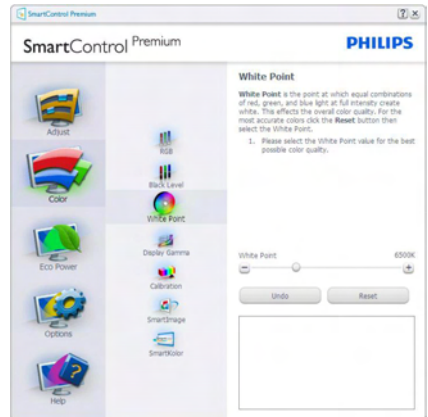 SmartControl Premium
SmartControl Premium
PHILIPS
Adjust
Color
Eco Power
Options
Help
RGB
Black Level
White Point
Display Gamma
Calibration
SmartImage
SmartKolor
White Point
White Point is the point at which equal combinations
of red, green, and blue light at full intensity create
white. This effects the overall color quality. For the
most accurate colors click the Reset button then
select the White Point.
1. Please select the White Point value for the best
possible color quality.
White Point 6500K
Undo Reset